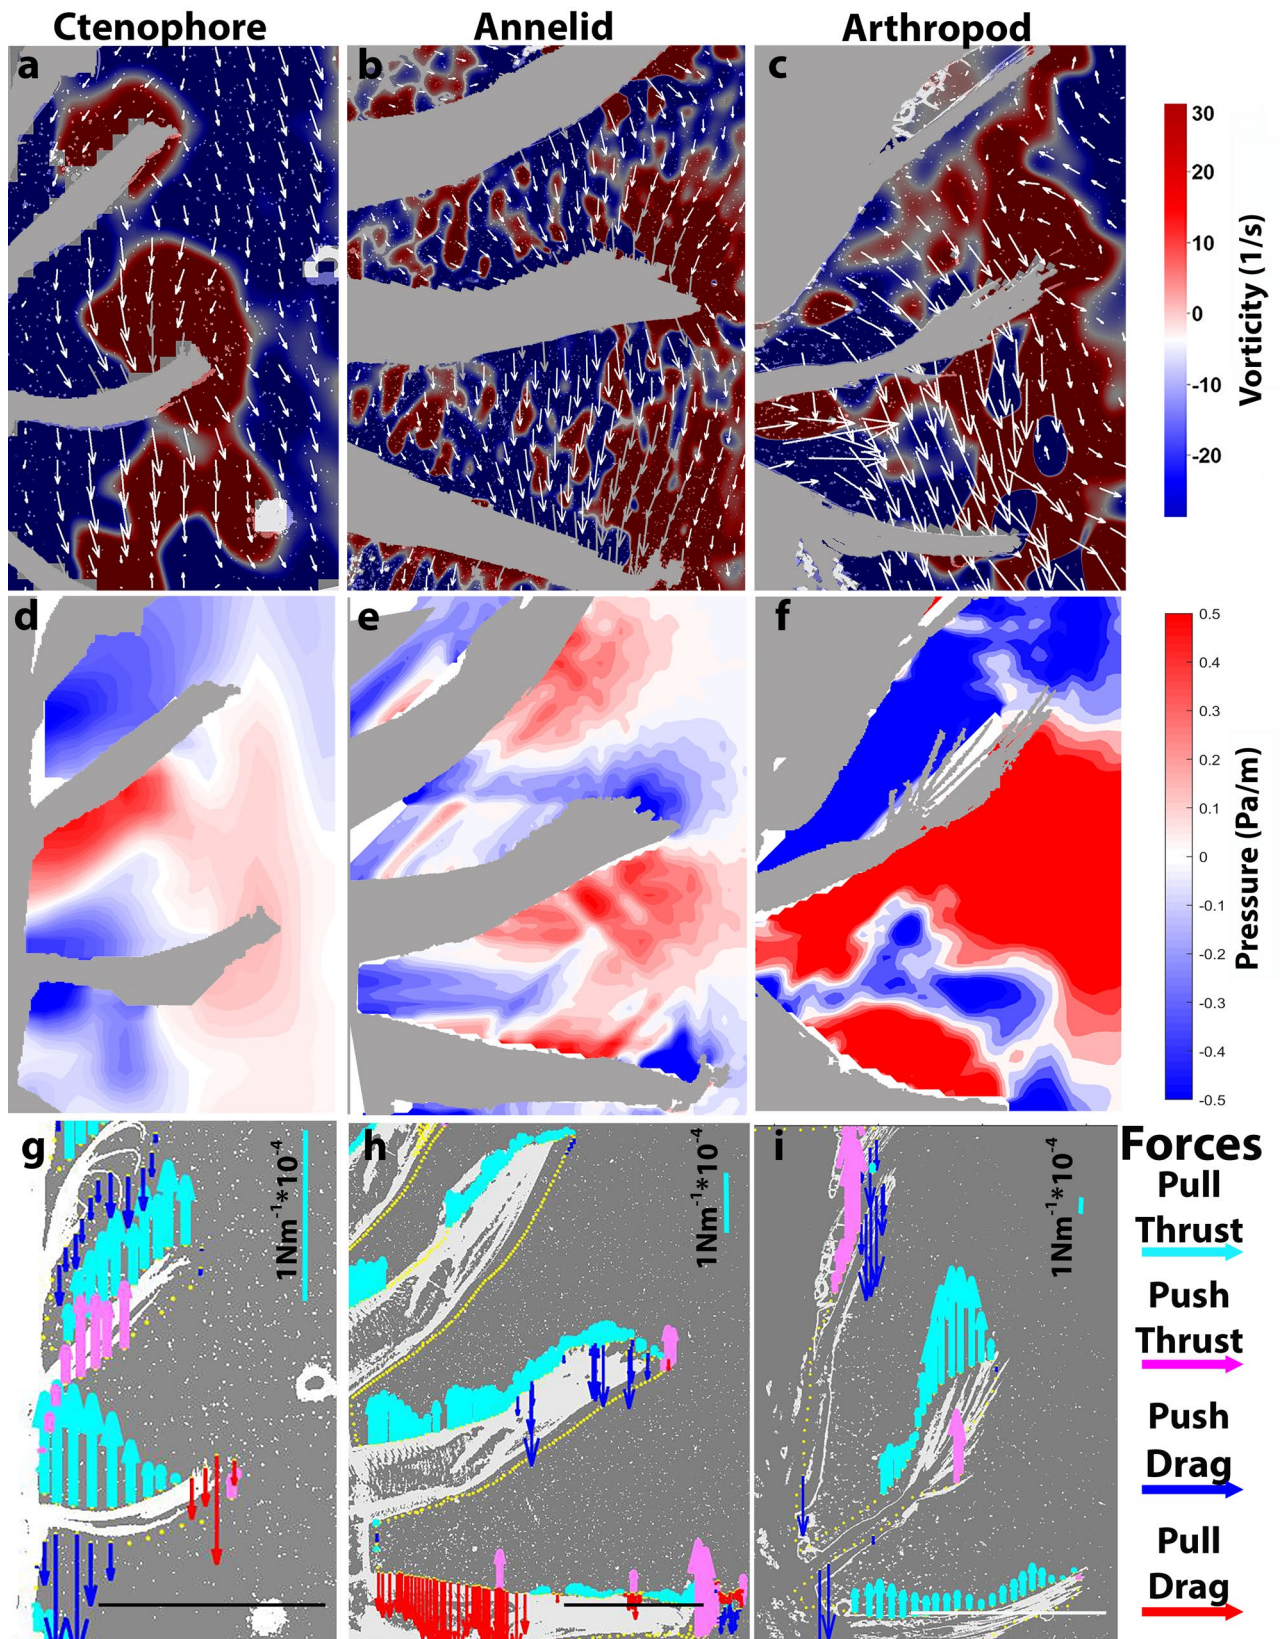 Ctenophore Annelid Arthropod
a b c
30
20
10
0
-10
-20
Vorticity (1/s)
d e f
0.5
0.4
0.3
0.2
0.1
0
-0.1
-0.2
-0.3
-0.4
-0.5
Pressure (Pa/m)
g h i
1Nm⁻¹*10⁻⁴
1Nm⁻¹*10⁻⁴
1Nm⁻¹*10⁻⁴
Forces
Pull
Thrust
Push
Thrust
Push
Drag
Pull
Drag